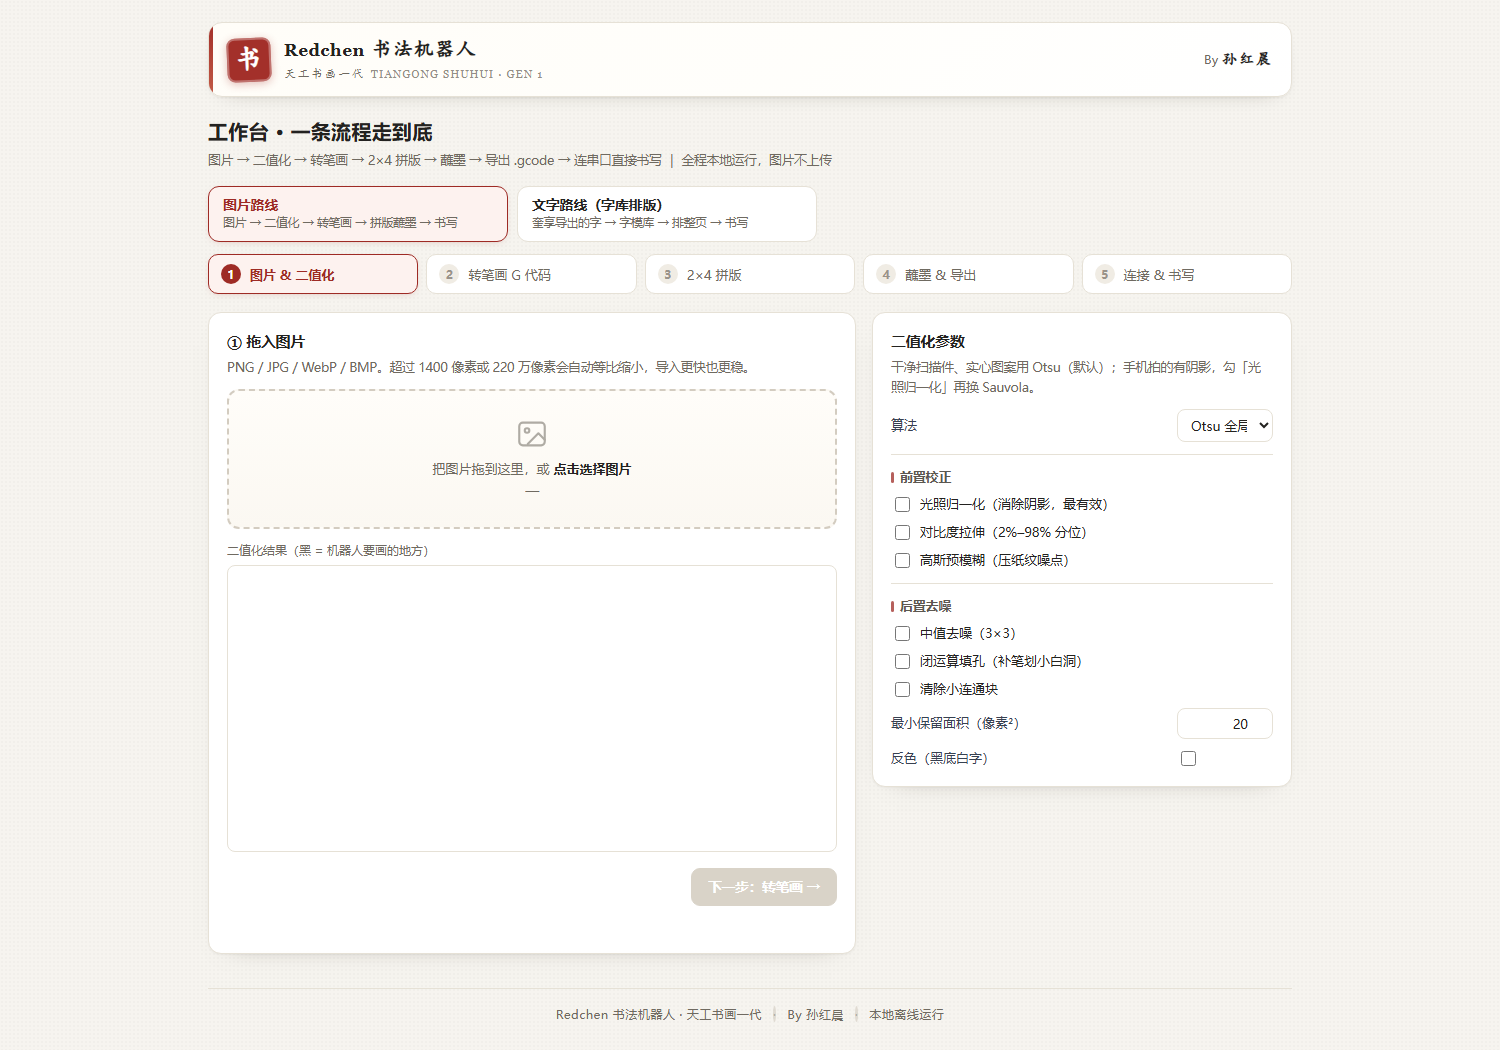 书
Redchen 书法机器人
天工书画一代 TIANGONG SHUHUI · GEN 1
By 孙红晨
工作台 · 一条流程走到底
图片 → 二值化 → 转笔画 → 2×4 拼版 → 蘸墨 → 导出 .gcode → 连串口直接书写 ｜ 全程本地运行，图片不上传
图片路线
图片 → 二值化 → 转笔画 → 拼版蘸墨 → 书写
文字路线（字库排版）
奎享导出的字 → 字模库 → 排整页 → 书写
1 图片 & 二值化
2 转笔画 G 代码
3 2×4 拼版
4 蘸墨 & 导出
5 连接 & 书写
① 拖入图片
PNG / JPG / WebP / BMP。超过 1400 像素或 220 万像素会自动等比缩小，导入更快也更稳。
把图片拖到这里，或 点击选择图片
—
二值化结果（黑 = 机器人要画的地方）
下一步：转笔画 →
二值化参数
干净扫描件、实心图案用 Otsu（默认）；手机拍的有阴影，勾「光
照归一化」再换 Sauvola。
算法
Otsu 全局
前置校正
光照归一化（消除阴影，最有效）
对比度拉伸（2%–98% 分位）
高斯预模糊（压纸纹噪点）
后置去噪
中值去噪（3×3）
闭运算填孔（补笔划小白洞）
清除小连通块
最小保留面积（像素²）
20
反色（黑底白字）
Redchen 书法机器人 · 天工书画一代 | By 孙红晨 | 本地离线运行